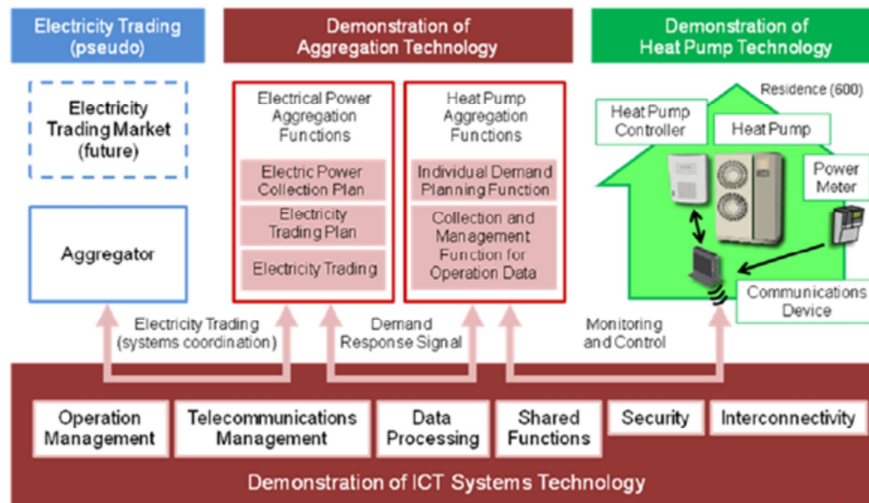 Electricity Trading
(pseudo)
Demonstration of
Aggregation Technology
Demonstration of
Heat Pump Technology
Electricity
Trading Market
(future)
Aggregator
Electrical Power
Aggregation
Functions
Electric Power
Collection Plan
Electricity
Trading Plan
Electricity Trading
Heat Pump
Aggregation
Functions
Individual Demand
Planning Function
Collection and
Management
Function for
Operation Data
Residence (600)
Heat Pump
Controller
Heat Pump
Power
Meter
Communications
Device
Electricity Trading
(systems coordination)
Demand
Response Signal
Monitoring
and Control
Operation
Management
Telecommunications
Management
Data
Processing
Shared
Functions
Security
Interconnectivity
Demonstration of ICT Systems Technology